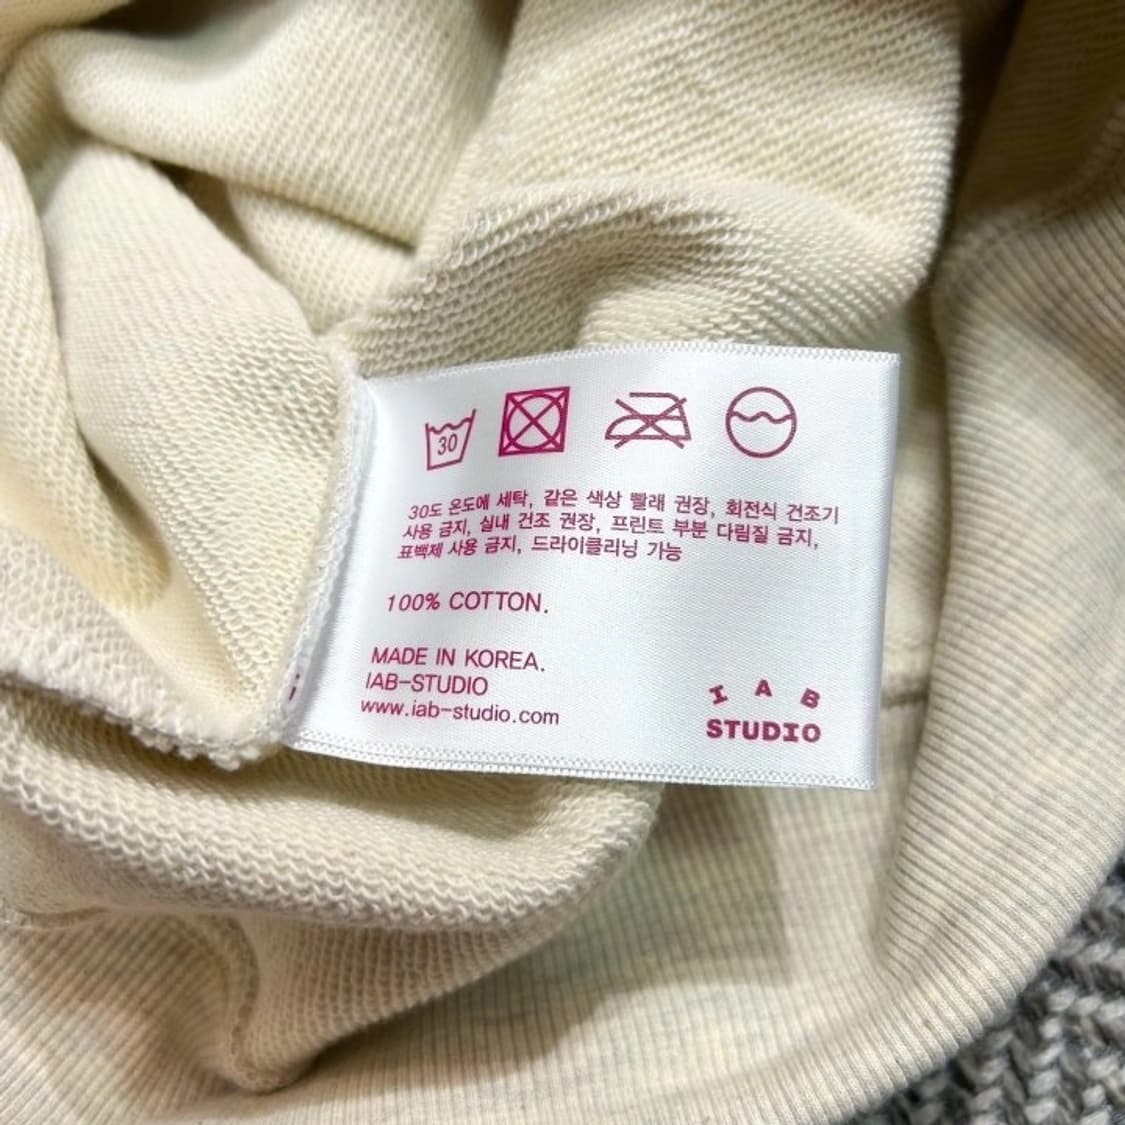 30
30도 온도에 세탁, 같은 색상 빨래 권장, 회전식 건조기
사용 금지, 실내 건조 권장, 프린트 부분 다림질 금지,
표백제 사용 금지, 드라이클리닝 가능
100% COTTON.
MADE IN KOREA.
IAB-STUDIO
www.iab-studio.com
IAB
STUDIO